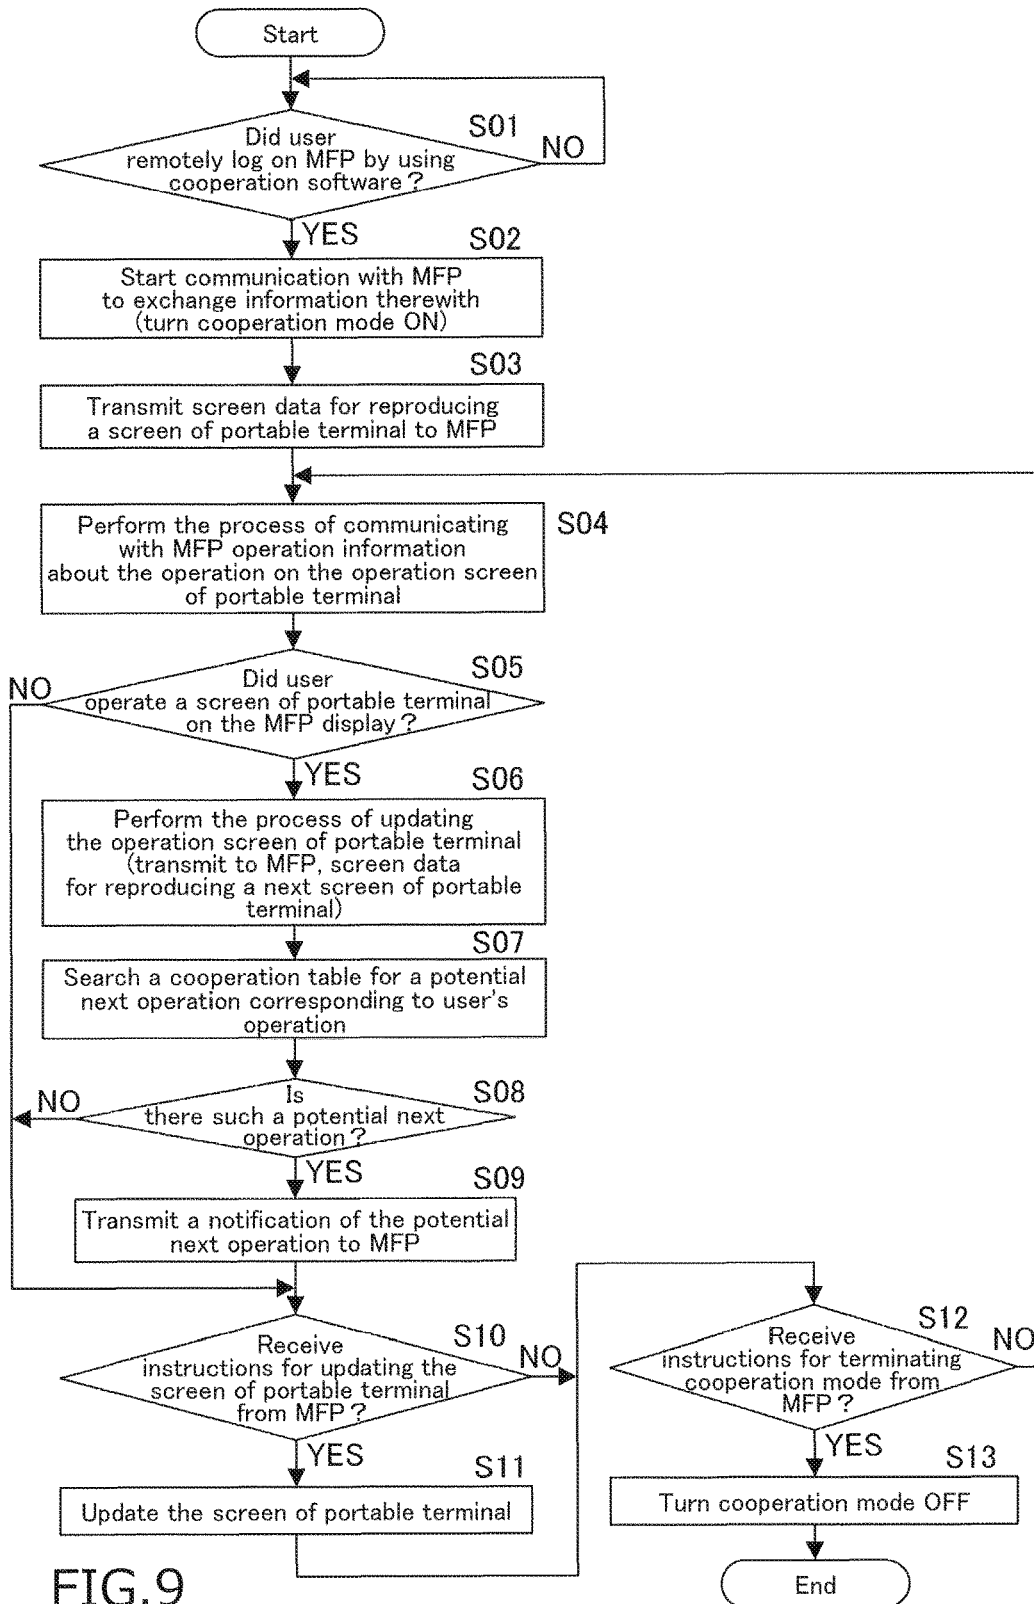 Start
S01
Did user
remotely log on MFP by using
cooperation software?
NO
YES
S02
Start communication with MFP
to exchange information therewith
(turn cooperation mode ON)
S03
Transmit screen data for reproducing
a screen of portable terminal to MFP
S04
Perform the process of communicating
with MFP operation information
about the operation on the operation screen
of portable terminal
S05
NO
Did user
operate a screen of portable terminal
on the MFP display?
YES
S06
Perform the process of updating
the operation screen of portable terminal
(transmit to MFP, screen data
for reproducing a next screen of portable
terminal)
S07
Search a cooperation table for a potential
next operation corresponding to user's
operation
S08
NO
Is
there such a potential next
operation?
YES
S09
Transmit a notification of the potential
next operation to MFP
S10
NO
Receive
instructions for updating the
screen of portable terminal
from MFP?
YES
S11
Update the screen of portable terminal
S12
NO
Receive
instructions for terminating
cooperation mode from
MFP?
YES
S13
Turn cooperation mode OFF
End
FIG.9